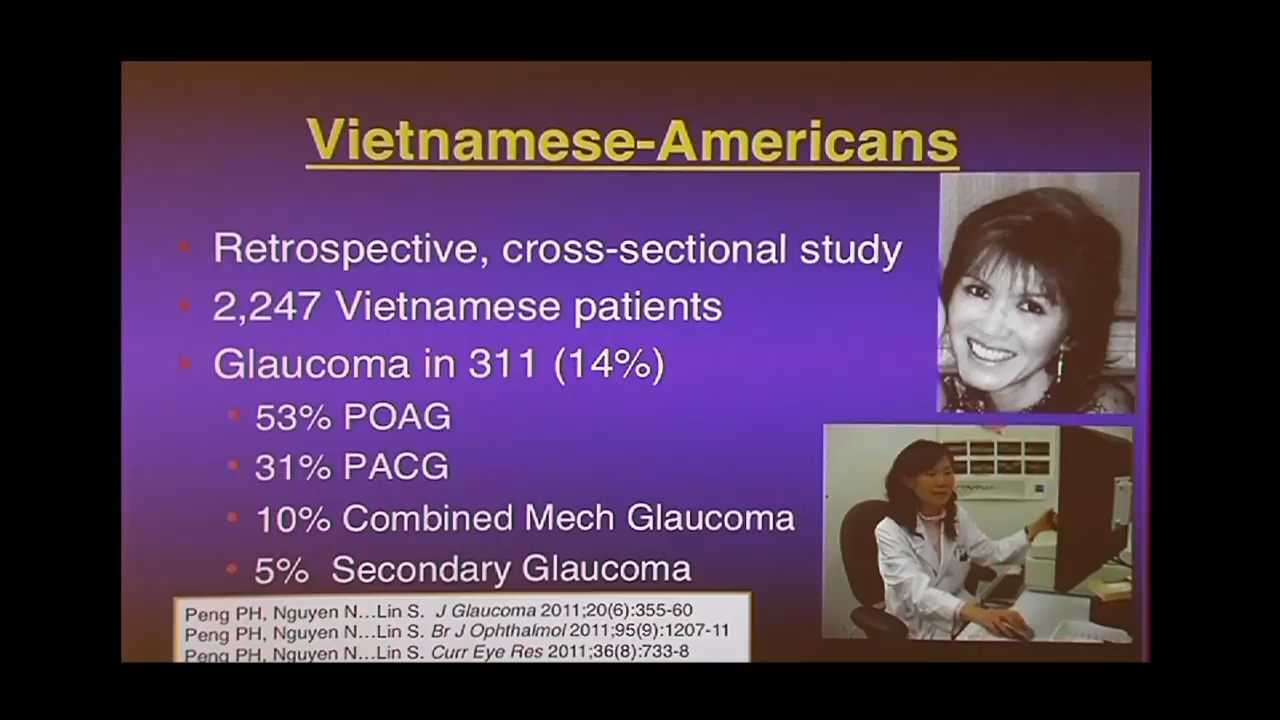 Vietnamese-Americans
Retrospective, cross-sectional study
2,247 Vietnamese patients
Glaucoma in 311 (14%)
53% POAG
31% PACG
10% Combined Mech Glaucoma
5% Secondary Glaucoma
Peng PH, Nguyen N...Lin S. J Glaucoma 2011;20(6):355-60
Peng PH, Nguyen N...Lin S. Br J Ophthalmol 2011;95(9):1207-11
Peng PH, Nguyen N...Lin S. Curr Eye Res 2011;36(8):733-8